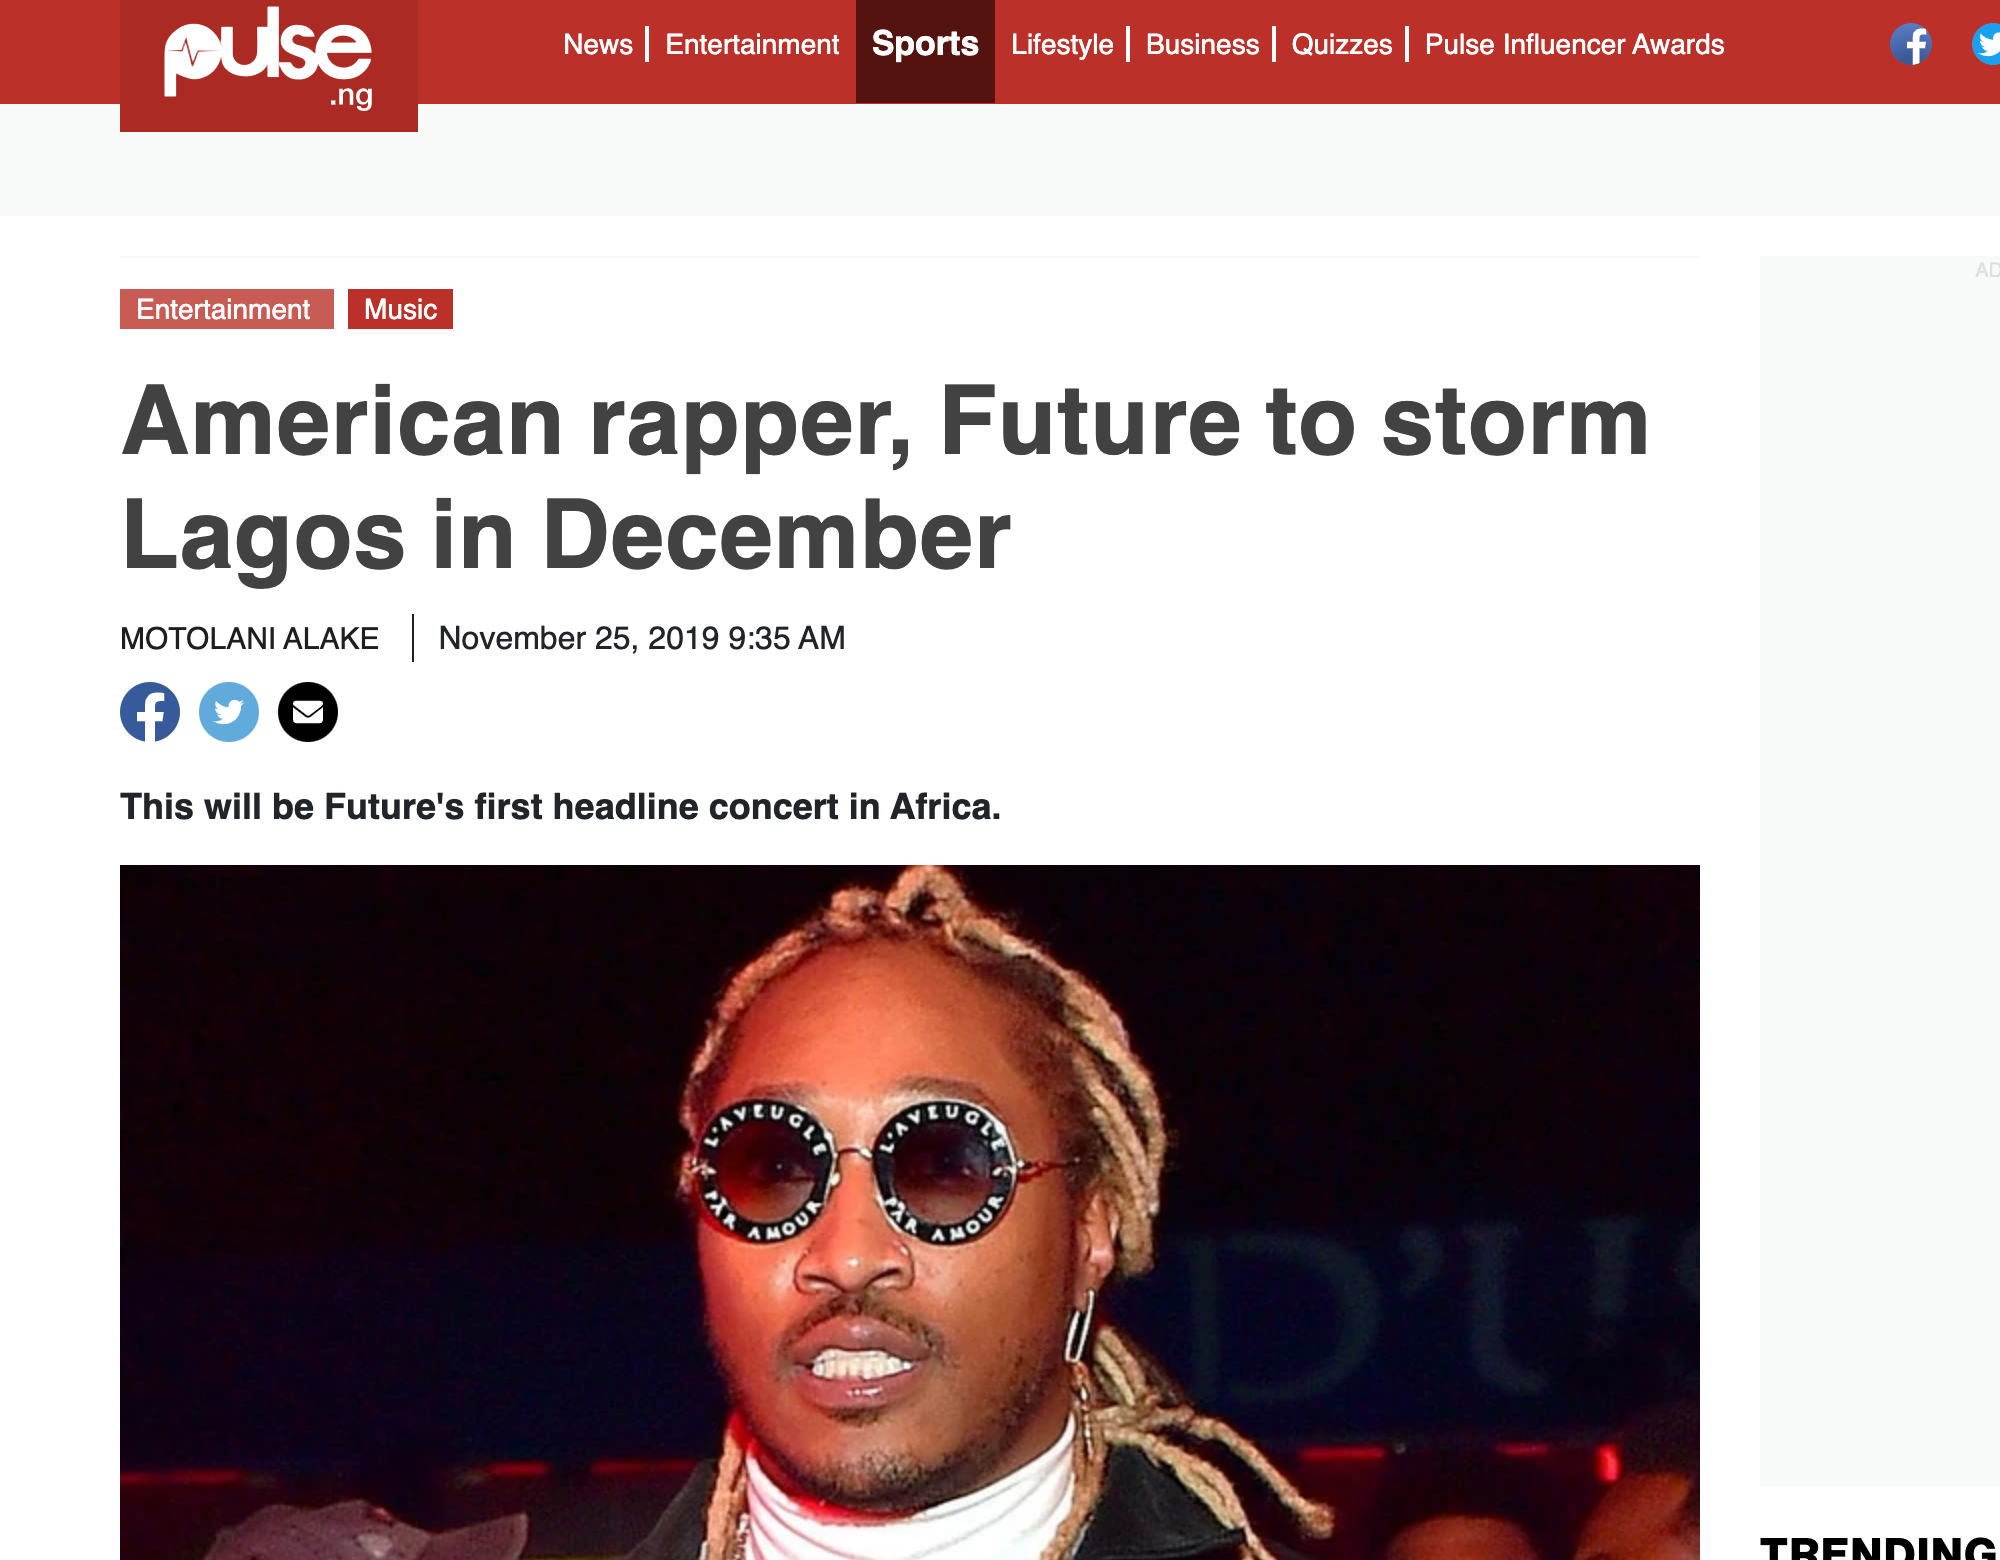 pulse
.ng
News | Entertainment Sports Lifestyle | Business | Quizzes | Pulse Influencer Awards
AD
Entertainment Music
American rapper, Future to storm
Lagos in December
MOTOLANI ALAKE | November 25, 2019 9:35 AM
This will be Future's first headline concert in Africa.
L'AVEUGLE L'AVEUGLE
PAR AMOUR PAR AMOUR
D'US
TRENDING